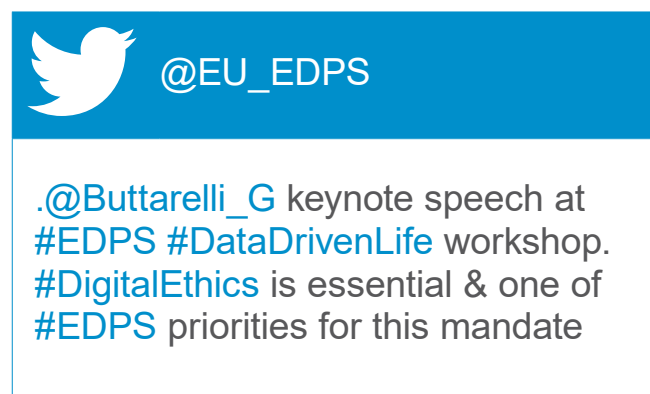 @EU_EDPS
.@Buttarelli_G keynote speech at
#EDPS #DataDrivenLife workshop.
#DigitalEthics is essential & one of
#EDPS priorities for this mandate